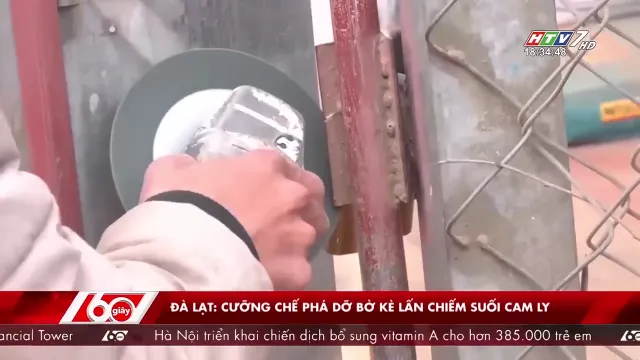 HTV7 HD
18:34:48
60 giây
ĐÀ LẠT: CƯỠNG CHẾ PHÁ DỠ BỜ KÈ LẤN CHIẾM SUỐI CAM LY
ancial Tower
Hà Nội triển khai chiến dịch bổ sung vitamin A cho hơn 385.000 trẻ em